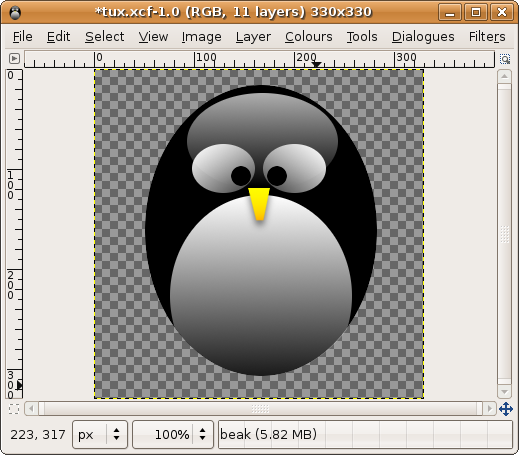 *tux.xcf-1.0 (RGB, 11 layers) 330x330
File Edit Select View Image Layer Colours Tools Dialogues Filters
0 100 200 300
0
100
200
300
223, 317 px 100% beak (5.82 MB)